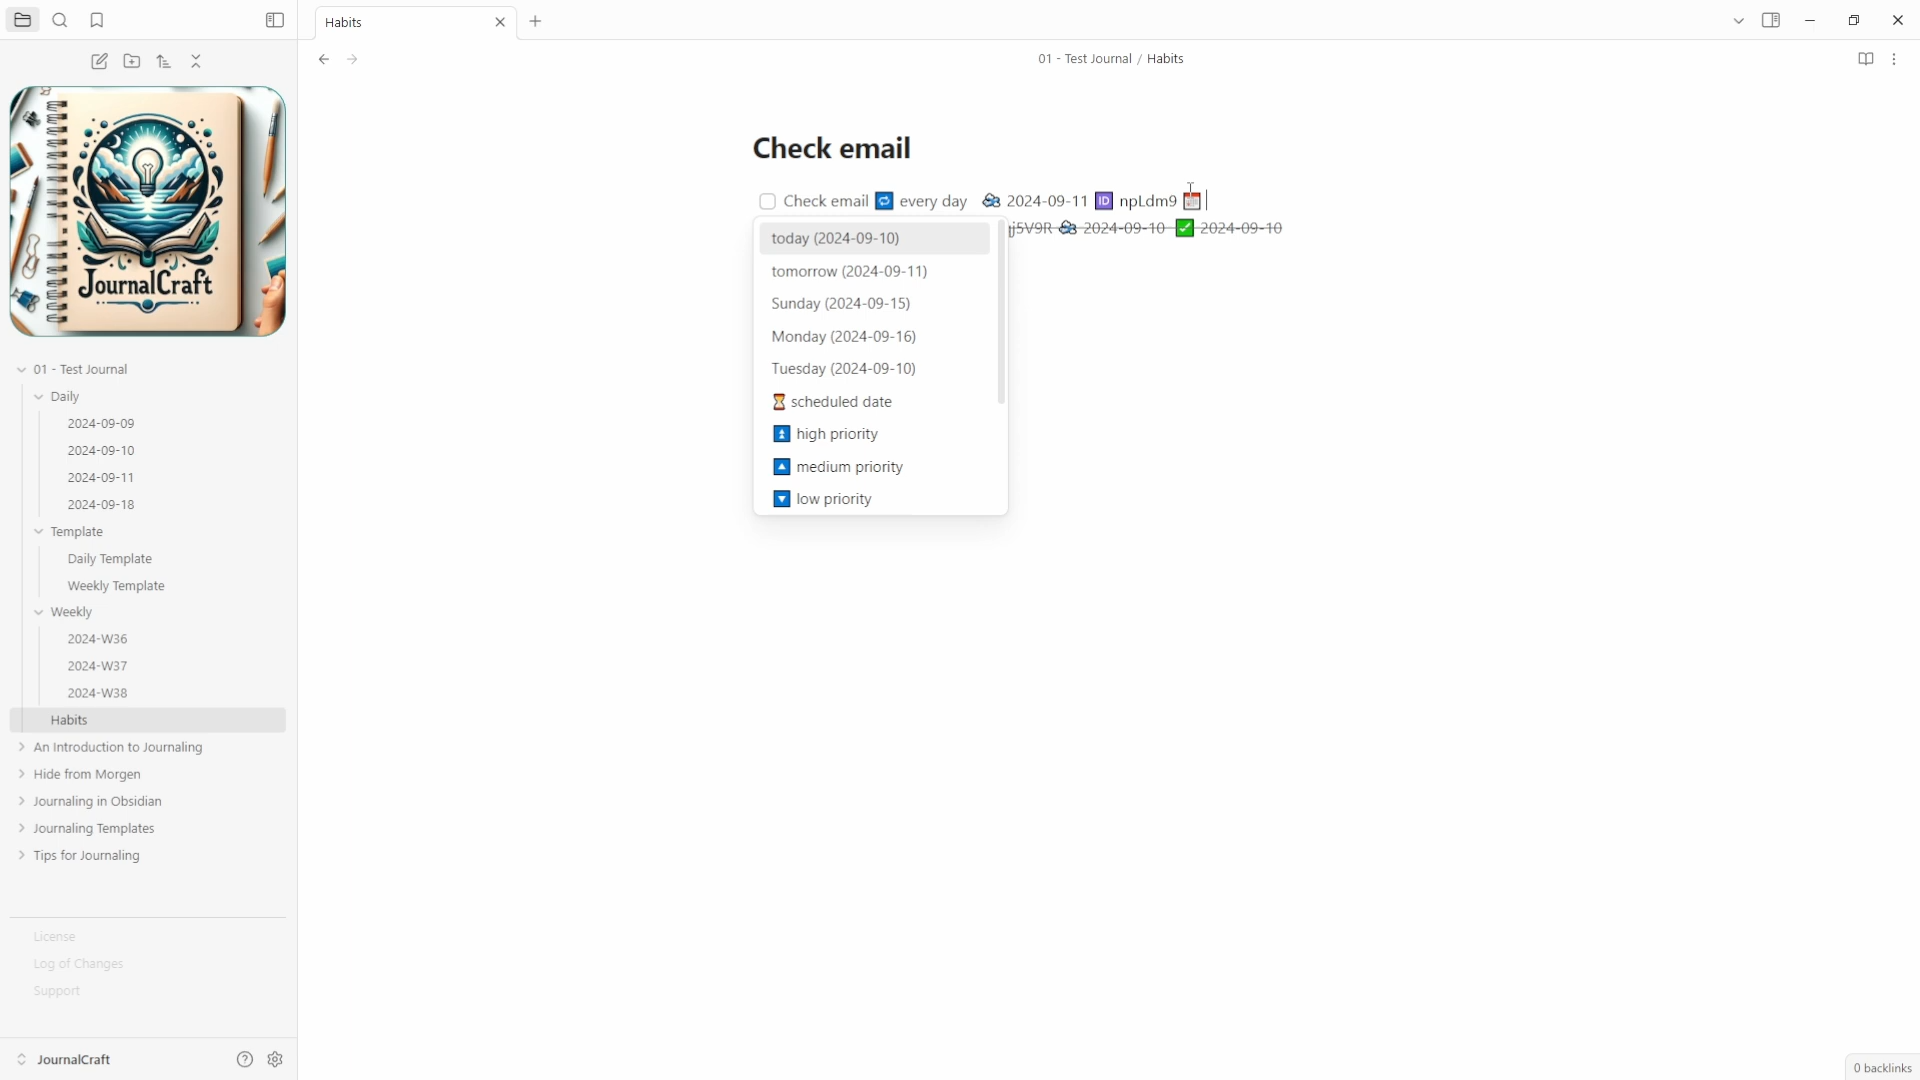 Habits
01 - Test Journal / Habits
JournalCraft
01 - Test Journal
Daily
2024-09-09
2024-09-10
2024-09-11
2024-09-18
Template
Daily Template
Weekly Template
Weekly
2024-W36
2024-W37
2024-W38
Habits
An Introduction to Journaling
Hide from Morgen
Journaling in Obsidian
Journaling Templates
Tips for Journaling
License
Log of Changes
Support
JournalCraft
Check email
Check email 🔁 every day 🛫 2024-09-11 🆔 npLdm9 📅
j5V9R 🛫 2024-09-10 ✅ 2024-09-10
today (2024-09-10)
tomorrow (2024-09-11)
Sunday (2024-09-15)
Monday (2024-09-16)
Tuesday (2024-09-10)
⏳ scheduled date
⏫ high priority
🔼 medium priority
🔽 low priority
0 backlinks